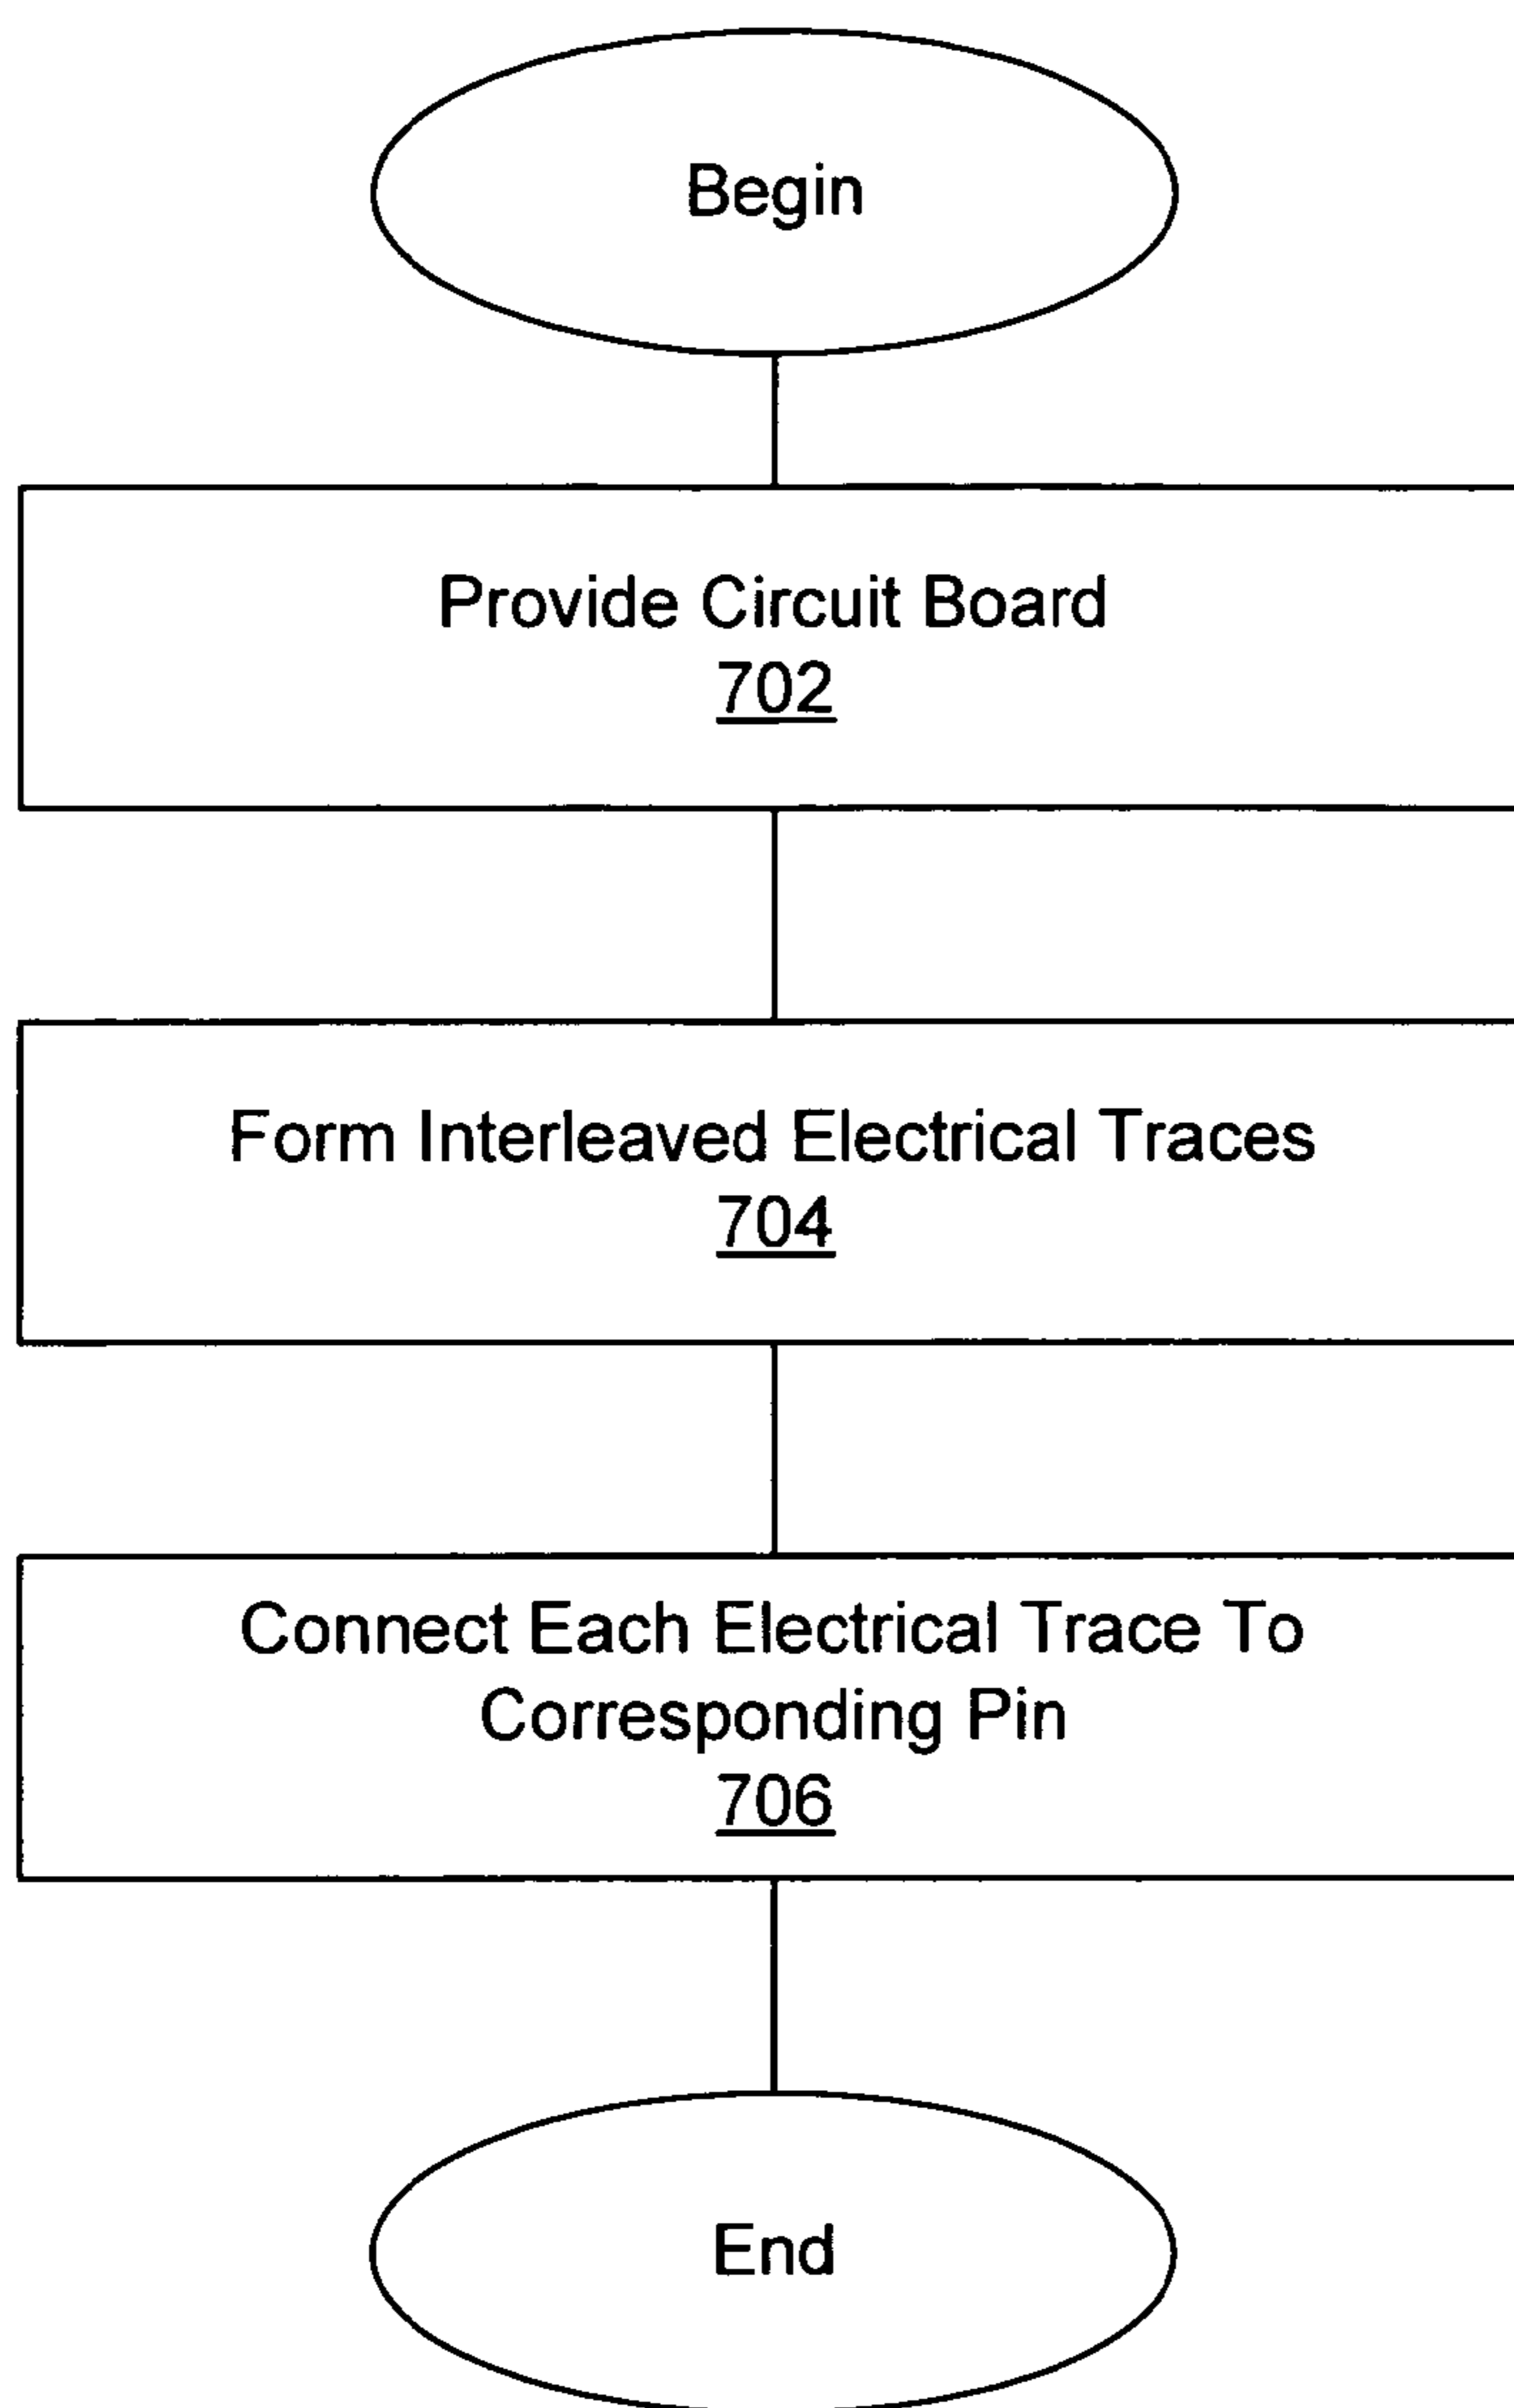 Begin
Provide Circuit Board
702
Form Interleaved Electrical Traces
704
Connect Each Electrical Trace To
Corresponding Pin
706
End